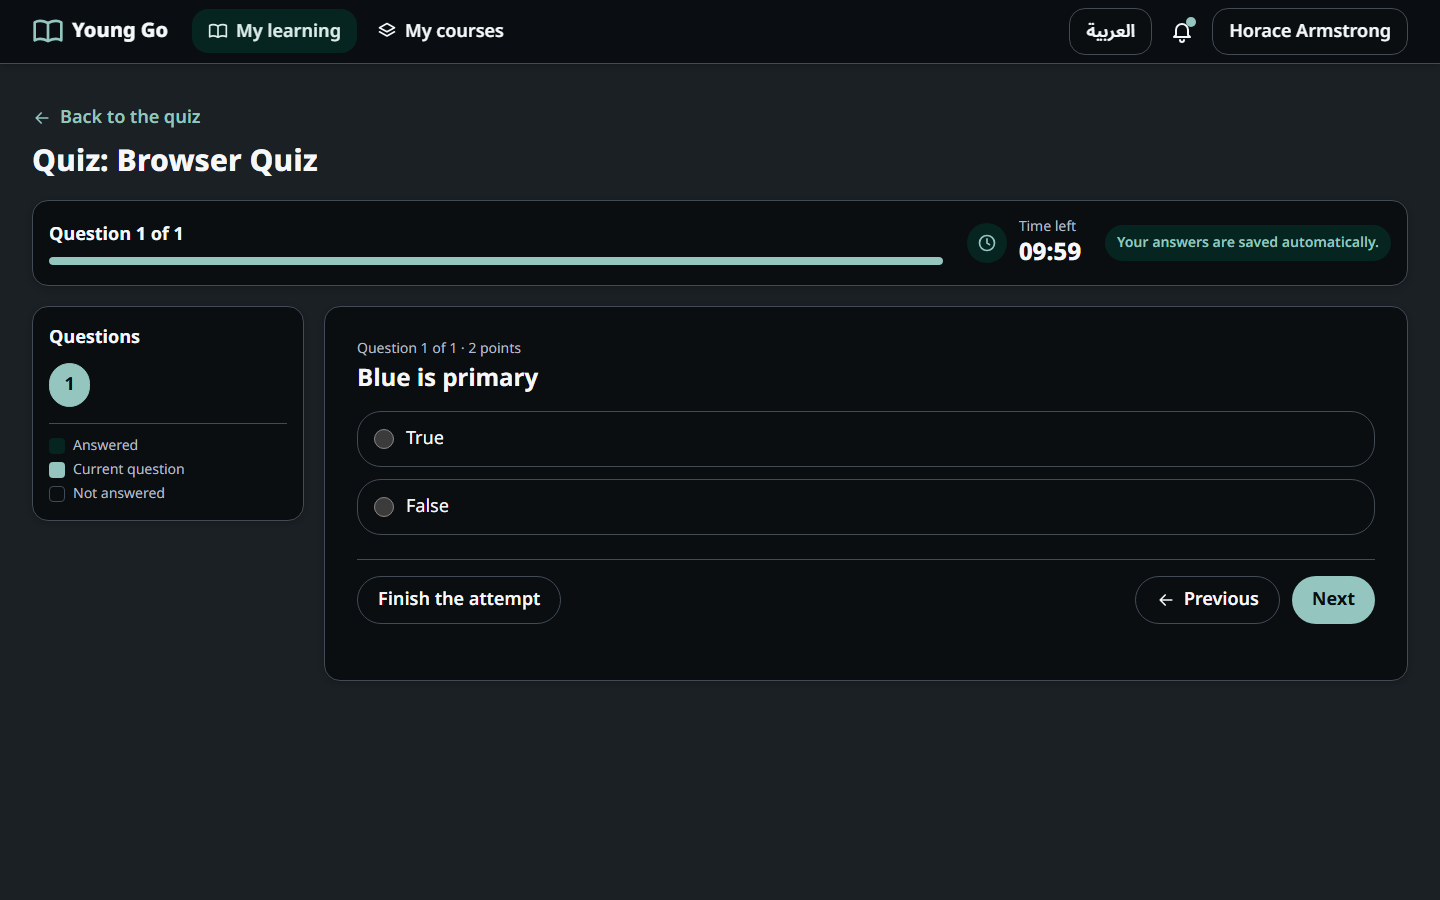 Young Go
My learning
My courses
العربية
Horace Armstrong
Back to the quiz
Quiz: Browser Quiz
Question 1 of 1
Time left
09:59
Your answers are saved automatically.
Questions
1
Answered
Current question
Not answered
Question 1 of 1 · 2 points
Blue is primary
True
False
Finish the attempt
Previous
Next